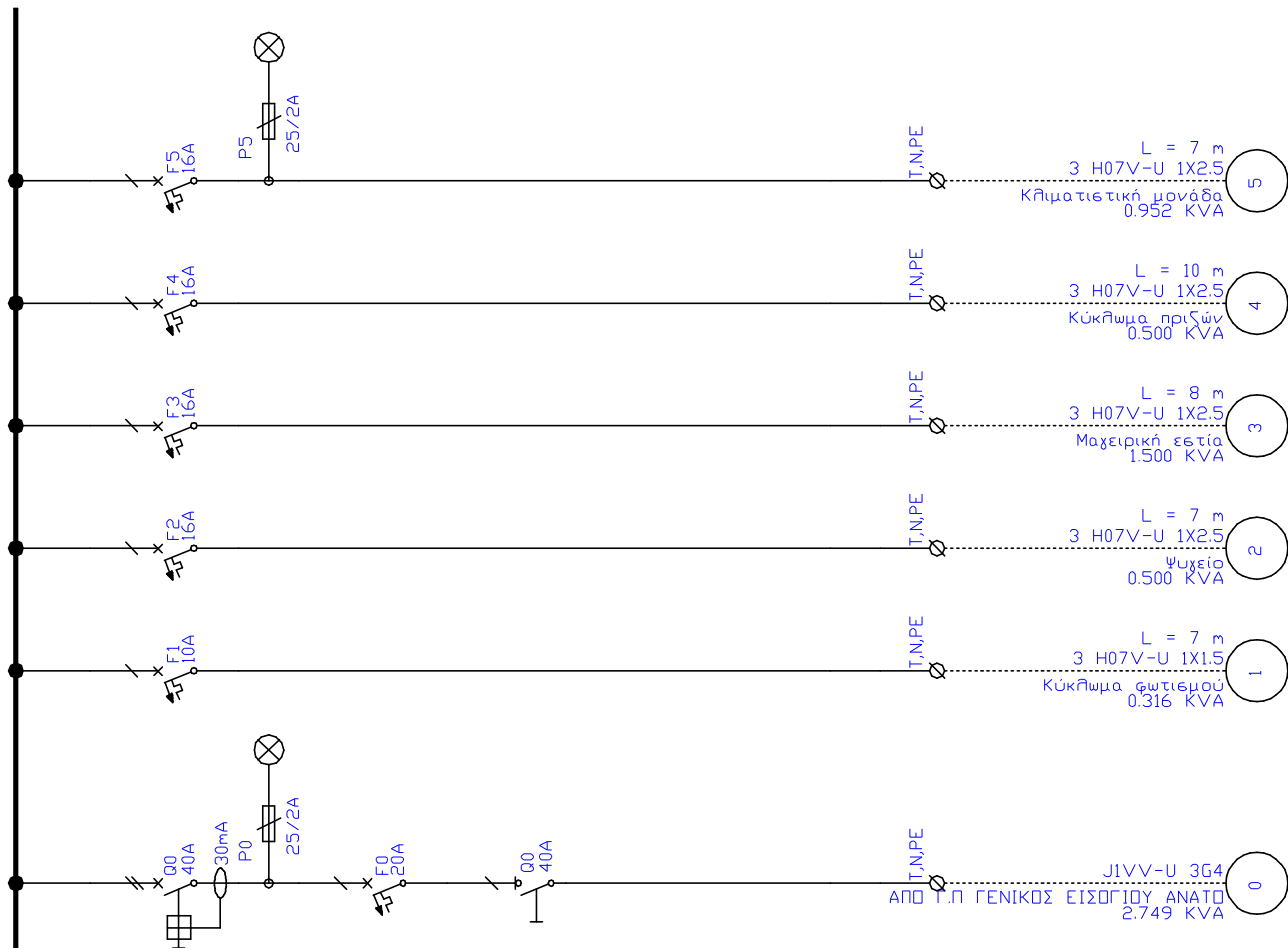 P5
25/2A
F5
16A
T,N,PE
L = 7 m
3 H07V-U 1X2.5
Κλιματιστική μονάδα
0.952 KVA
5
F4
16A
T,N,PE
L = 10 m
3 H07V-U 1X2.5
Κύκλωμα πριζών
0.500 KVA
4
F3
16A
T,N,PE
L = 8 m
3 H07V-U 1X2.5
Μαγειρική εστία
1.500 KVA
3
F2
16A
T,N,PE
L = 7 m
3 H07V-U 1X2.5
Ψυγείο
0.500 KVA
2
F1
10A
T,N,PE
L = 7 m
3 H07V-U 1X1.5
Κύκλωμα φωτισμού
0.316 KVA
1
Q0
40A
30mA
P0
25/2A
F0
20A
Q0
40A
T,N,PE
J1VV-U 3G4
ΑΠΟ Γ.Π ΓΕΝΙΚΟΣ ΕΙΣΟΓΙΟΥ ΑΝΑΤΟ
2.749 KVA
0